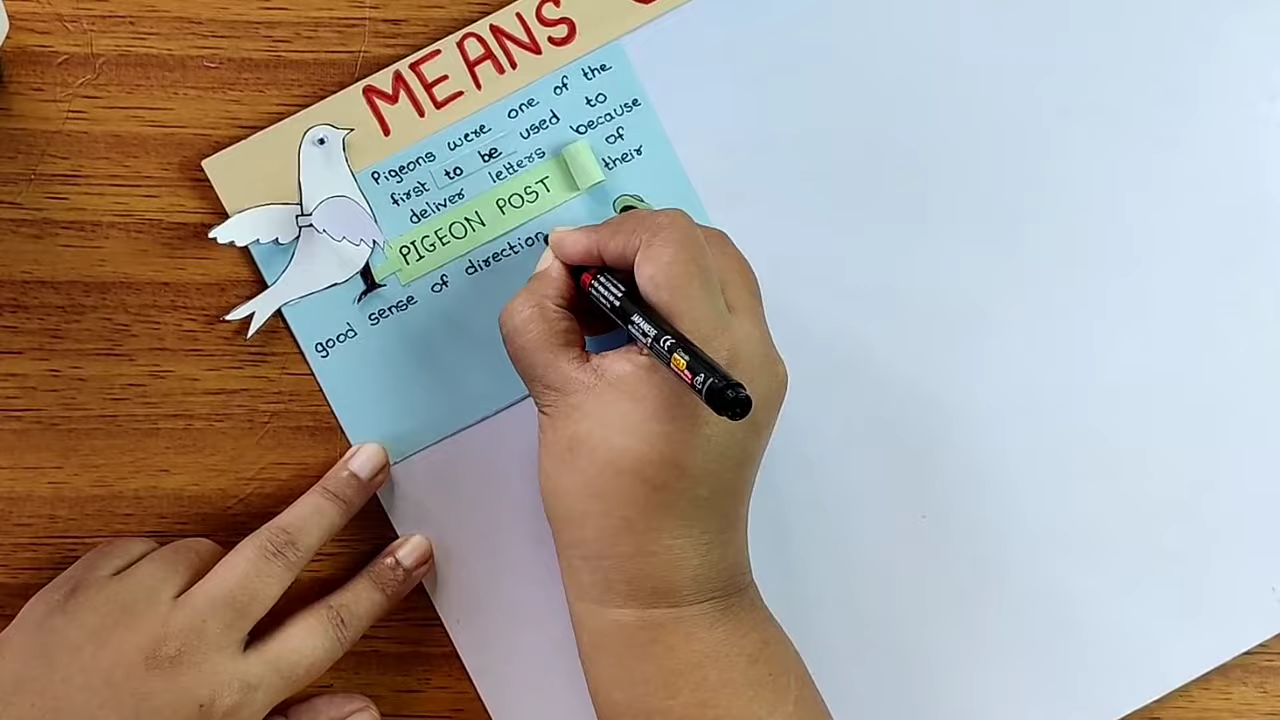 MEANS
Pigeons were one of the
first to be used to
deliver letters because
of
PIGEON POST their
good sense of direction
JAPANESE